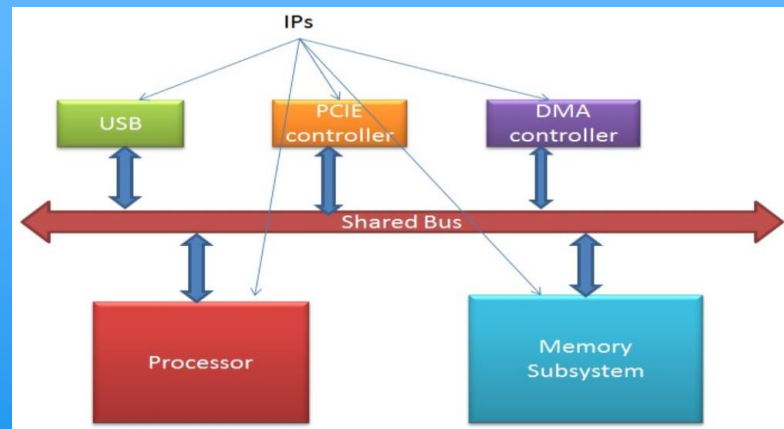 IPs
USB
PCIE
controller
DMA
controller
Shared Bus
Processor
Memory
Subsystem